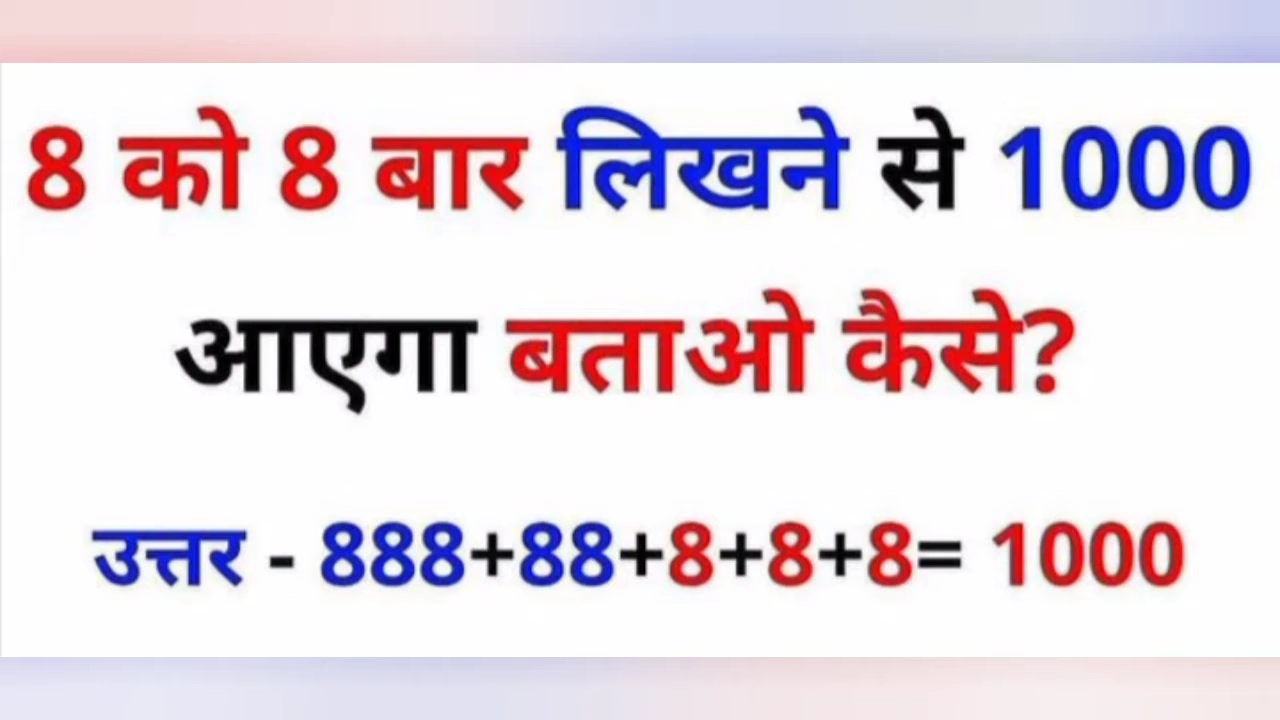 8 को 8 बार लिखने से 1000
आएगा बताओ कैसे?
उत्तर - 888+88+8+8+8= 1000